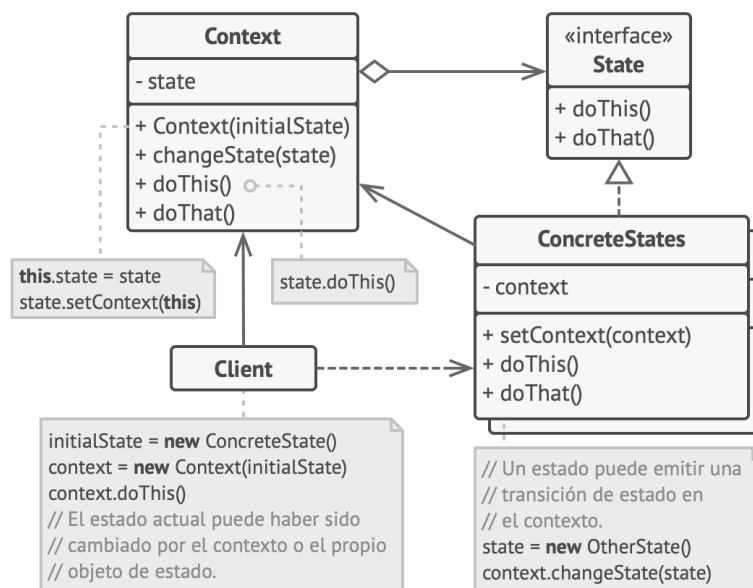 Context
- state
+ Context(initialState)
+ changeState(state)
+ doThis()
+ doThat()
«interface»
State
+ doThis()
+ doThat()
this.state = state
state.setContext(this)
state.doThis()
ConcreteStates
- context
+ setContext(context)
+ doThis()
+ doThat()
Client
initialState = new ConcreteState()
context = new Context(initialState)
context.doThis()
// El estado actual puede haber sido
// cambiado por el contexto o el propio
// objeto de estado.
// Un estado puede emitir una
// transición de estado en
// el contexto.
state = new OtherState()
context.changeState(state)